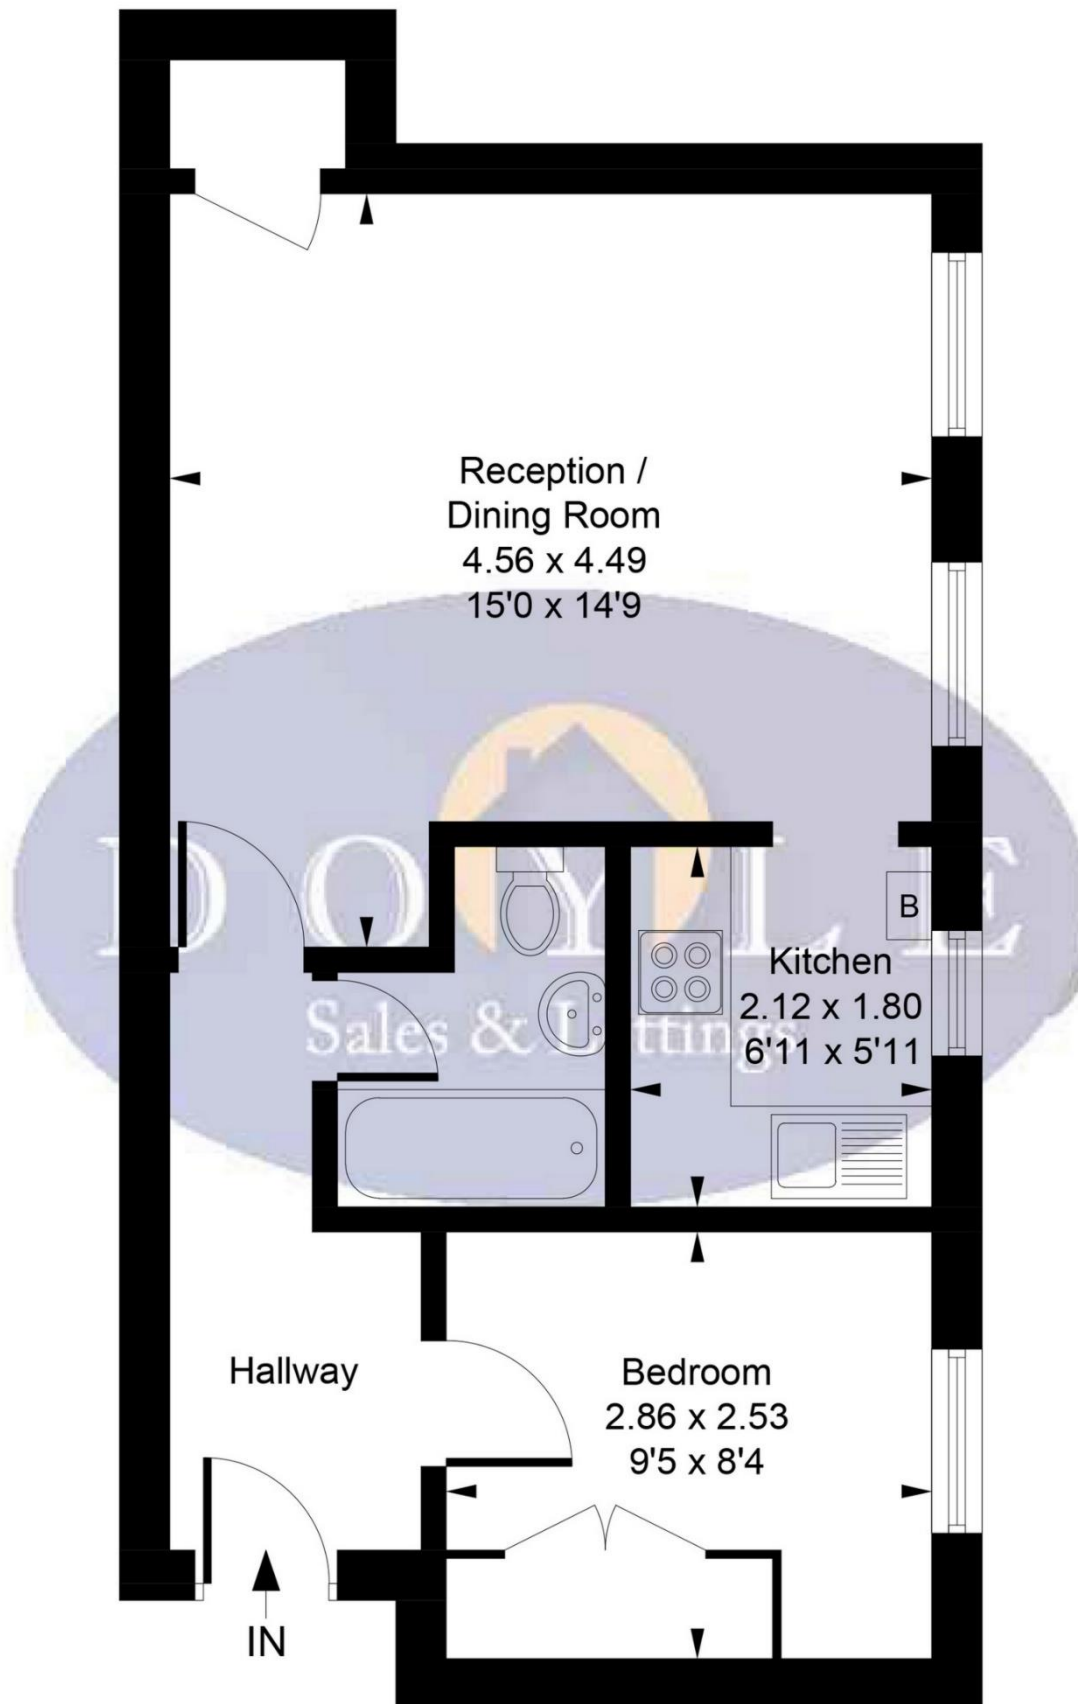 Reception /
Dining Room
4.56 x 4.49
15'0 x 14'9
DOYLE
Sales & Lettings
B
Kitchen
2.12 x 1.80
6'11 x 5'11
Hallway
Bedroom
2.86 x 2.53
9'5 x 8'4
IN